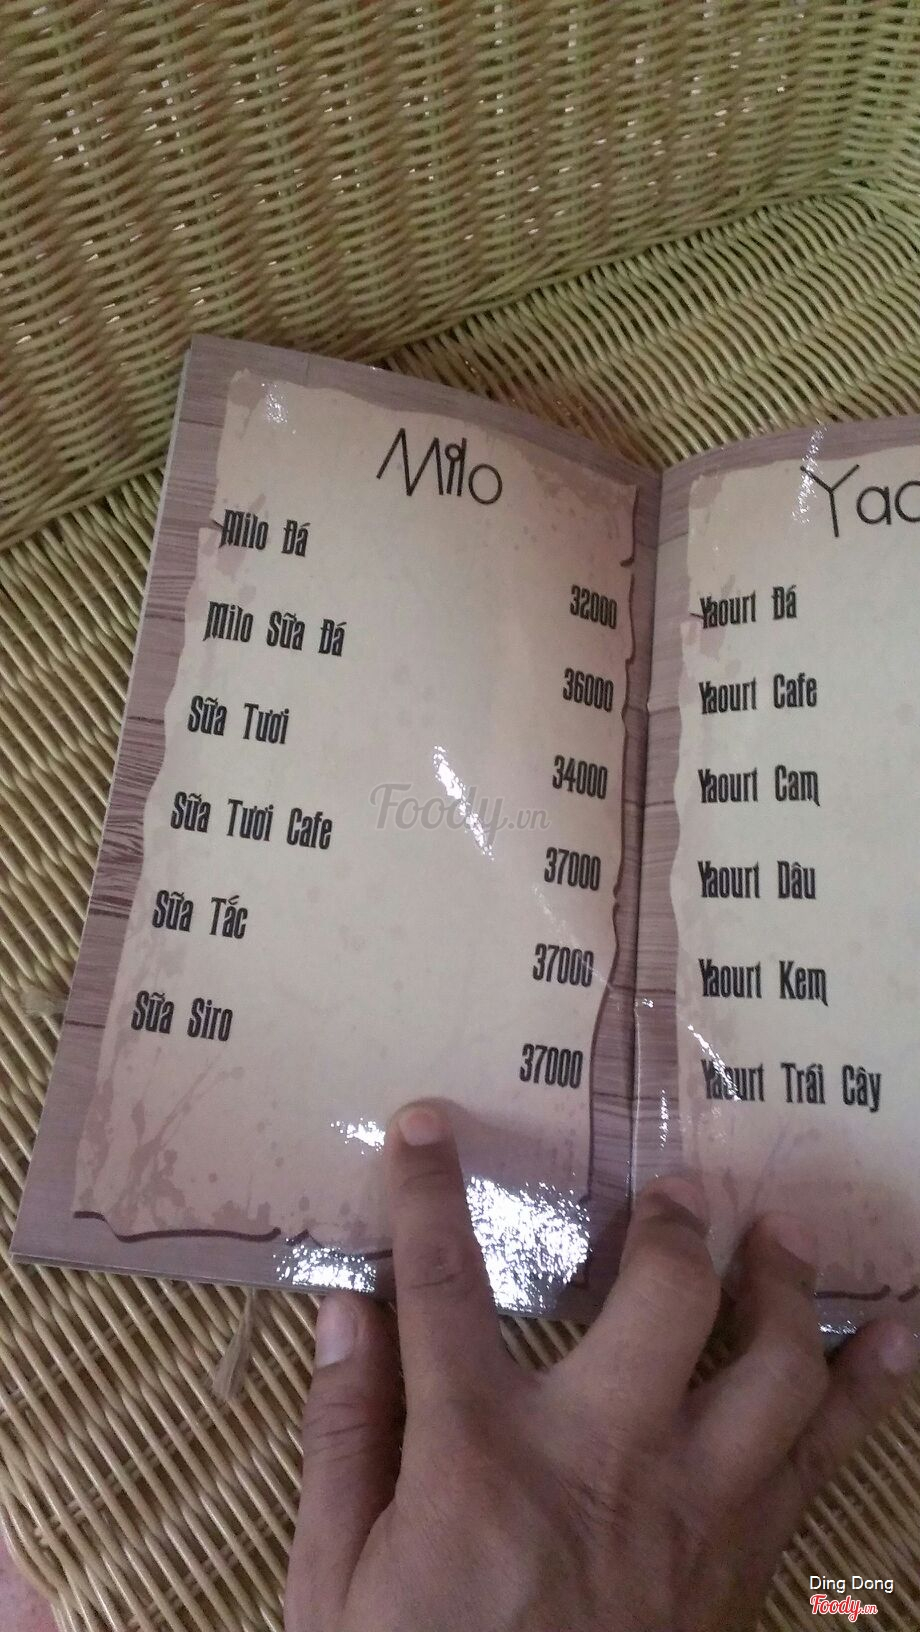 Milo
Milo Đá
32000
Milo Sữa Đá
36000
Sữa Tươi
34000
Sữa Tươi Cafe
37000
Sữa Tắc
37000
Sữa Siro
37000
Yaourt Đá
Yaourt Cafe
Yaourt Cam
Yaourt Dâu
Yaourt Kem
Yaourt Trái Cây
Foody.vn
Ding Dong
Foody.vn